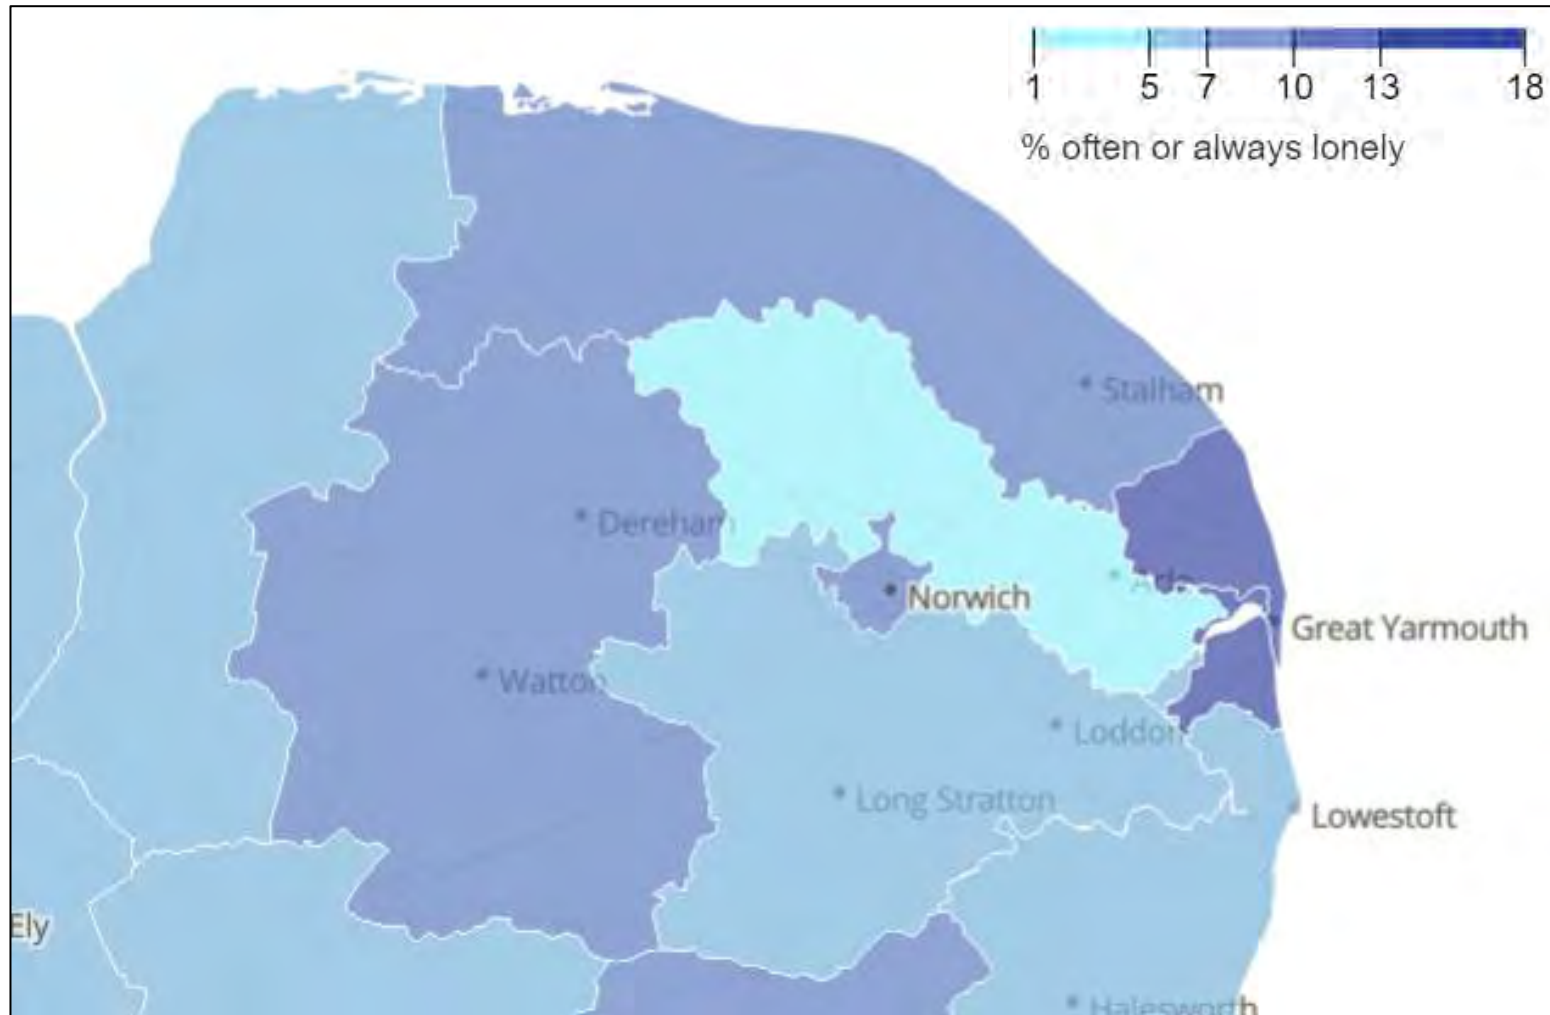 1 5 7 10 13 18
% often or always lonely
Stalham
Dereham
Norwich
Great Yarmouth
Watton
Loddon
Long Stratton
Lowestoft
Ely
Halesworth